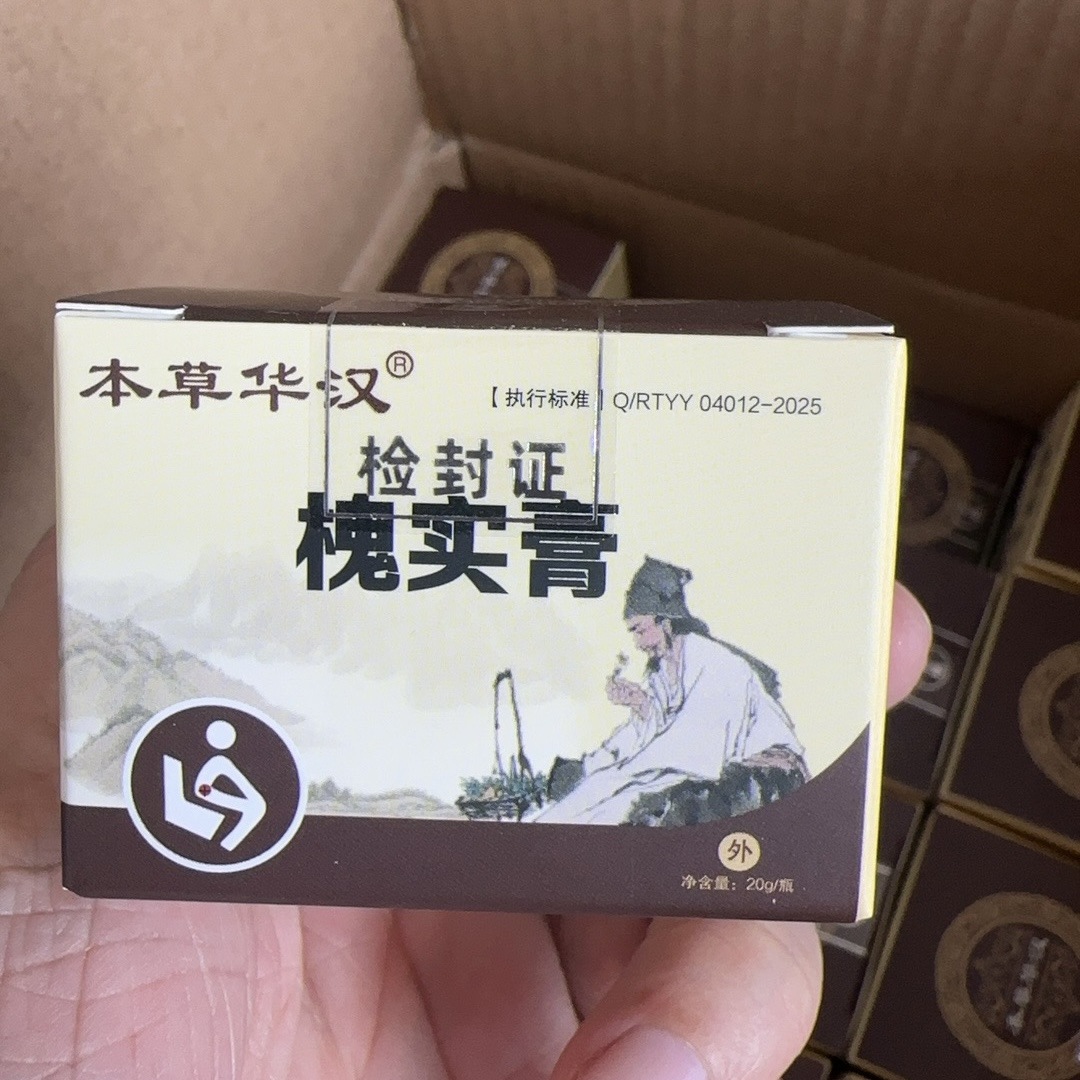 本草华汉®
【执行标准】Q/RTYY 04012-2025
检封证
槐实膏
外
净含量：20g/瓶